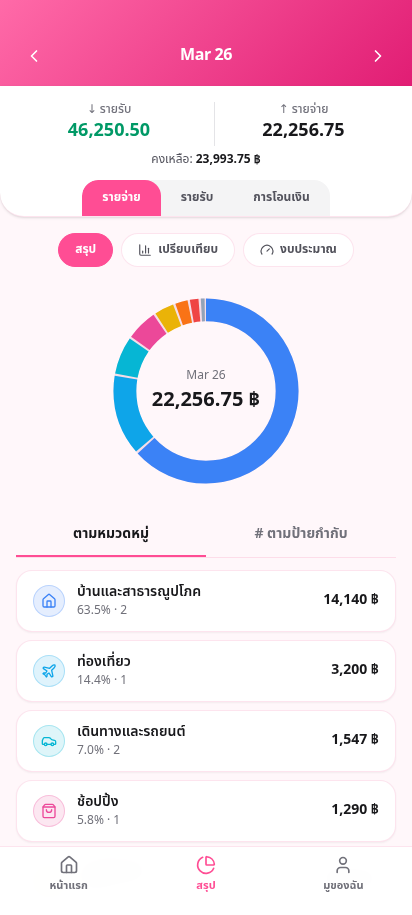 Mar 26
↓ รายรับ
↑ รายจ่าย
46,250.50
22,256.75
คงเหลือ: 23,993.75 ฿
รายจ่าย
รายรับ
การโอนเงิน
สรุป
เปรียบเทียบ
งบประมาณ
Mar 26
22,256.75 ฿
ตามหมวดหมู่
# ตามป้ายกำกับ
บ้านและสาธารณูปโภค
14,140 ฿
63.5% · 2
ท่องเที่ยว
3,200 ฿
14.4% · 1
เดินทางและรถยนต์
1,547 ฿
7.0% · 2
ช้อปปิ้ง
1,290 ฿
5.8% · 1
หน้าแรก
สรุป
มูของฉัน